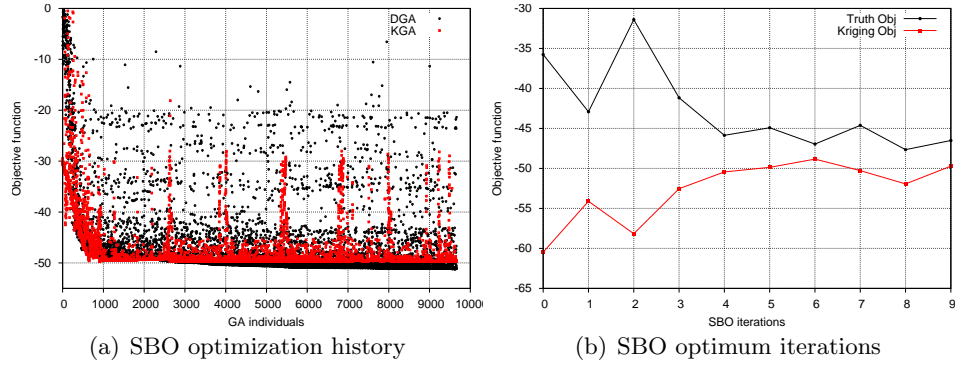 DGA
KGA
0
-10
-20
-30
-40
-50
Objective function
0 1000 2000 3000 4000 5000 6000 7000 8000 9000
GA individuals
(a) SBO optimization history
Truth Obj
Kriging Obj
-30
-35
-40
-45
-50
-55
-60
-65
Objective function
0 1 2 3 4 5 6 7 8 9
SBO iterations
(b) SBO optimum iterations